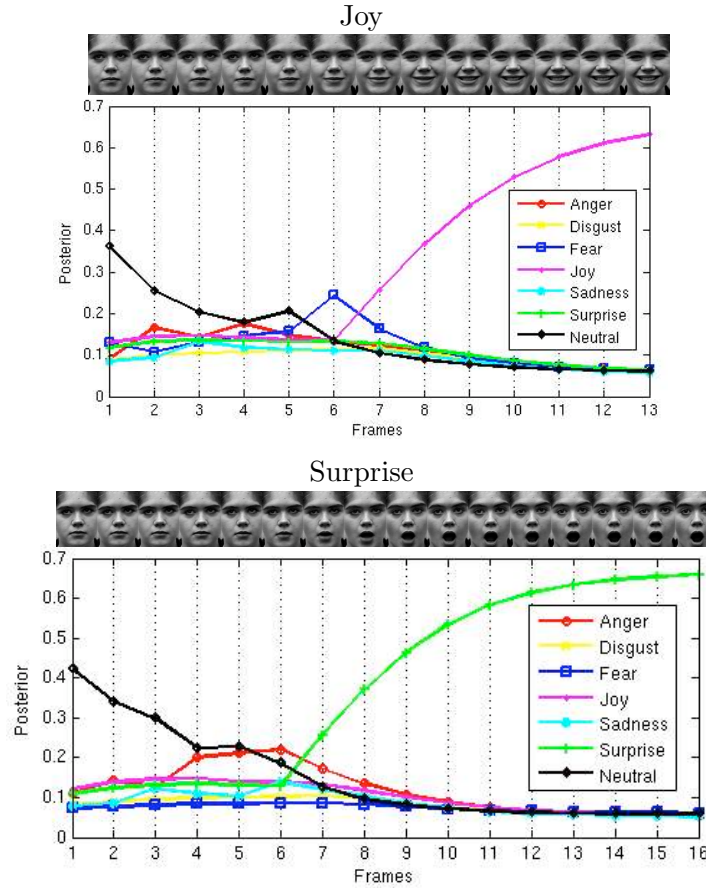 Joy
0.7
0.6
0.5
0.4
0.3
0.2
0.1
0
Posterior
Anger
Disgust
Fear
Joy
Sadness
Surprise
Neutral
1 2 3 4 5 6 7 8 9 10 11 12 13
Frames
Surprise
0.7
0.6
0.5
0.4
0.3
0.2
0.1
0
Posterior
Anger
Disgust
Fear
Joy
Sadness
Surprise
Neutral
1 2 3 4 5 6 7 8 9 10 11 12 13 14 15 16
Frames